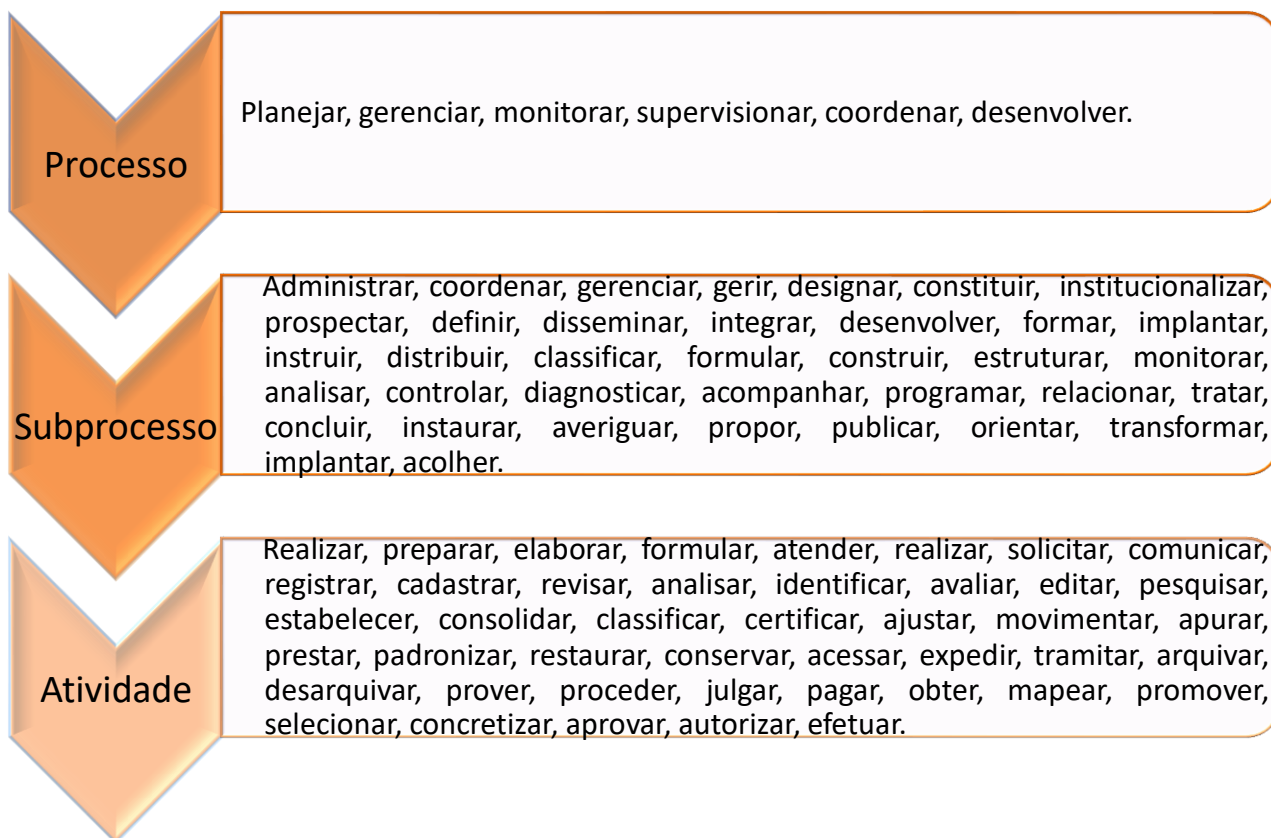 Processo
Planejar, gerenciar, monitorar, supervisionar, coordenar, desenvolver.
Subprocesso
Administrar, coordenar, gerenciar, gerir, designar, constituir, institucionalizar,
prospectar, definir, disseminar, integrar, desenvolver, formar, implantar,
instruir, distribuir, classificar, formular, construir, estruturar, monitorar,
analisar, controlar, diagnosticar, acompanhar, programar, relacionar, tratar,
concluir, instaurar, averiguar, propor, publicar, orientar, transformar,
implantar, acolher.
Atividade
Realizar, preparar, elaborar, formular, atender, realizar, solicitar, comunicar,
registrar, cadastrar, revisar, analisar, identificar, avaliar, editar, pesquisar,
estabelecer, consolidar, classificar, certificar, ajustar, movimentar, apurar,
prestar, padronizar, restaurar, conservar, acessar, expedir, tramitar, arquivar,
desarquivar, prover, proceder, julgar, pagar, obter, mapear, promover,
selecionar, concretizar, aprovar, autorizar, efetuar.